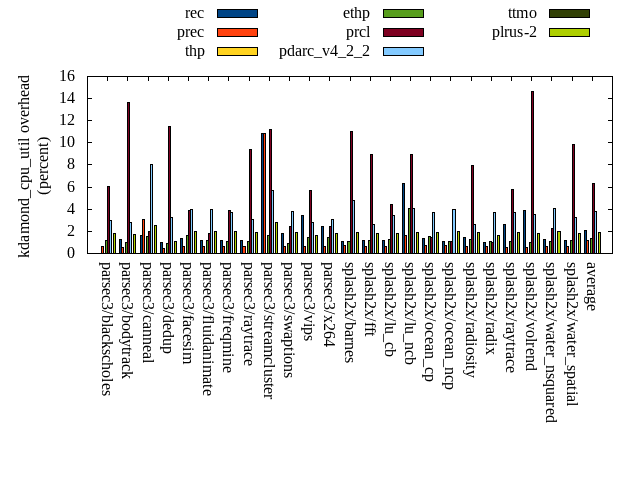 rec ethp ttmo
prec prcl plrus-2
thp pdarc_v4_2_2
kdamond_cpu_util overhead
(percent)
16
14
12
10
8
6
4
2
0
parsec3/blackscholes
parsec3/bodytrack
parsec3/canneal
parsec3/dedup
parsec3/facesim
parsec3/fluidanimate
parsec3/freqmine
parsec3/raytrace
parsec3/streamcluster
parsec3/swaptions
parsec3/vips
parsec3/x264
splash2x/barnes
splash2x/fft
splash2x/lu_cb
splash2x/lu_ncb
splash2x/ocean_cp
splash2x/ocean_ncp
splash2x/radiosity
splash2x/radix
splash2x/raytrace
splash2x/volrend
splash2x/water_nsquared
splash2x/water_spatial
average